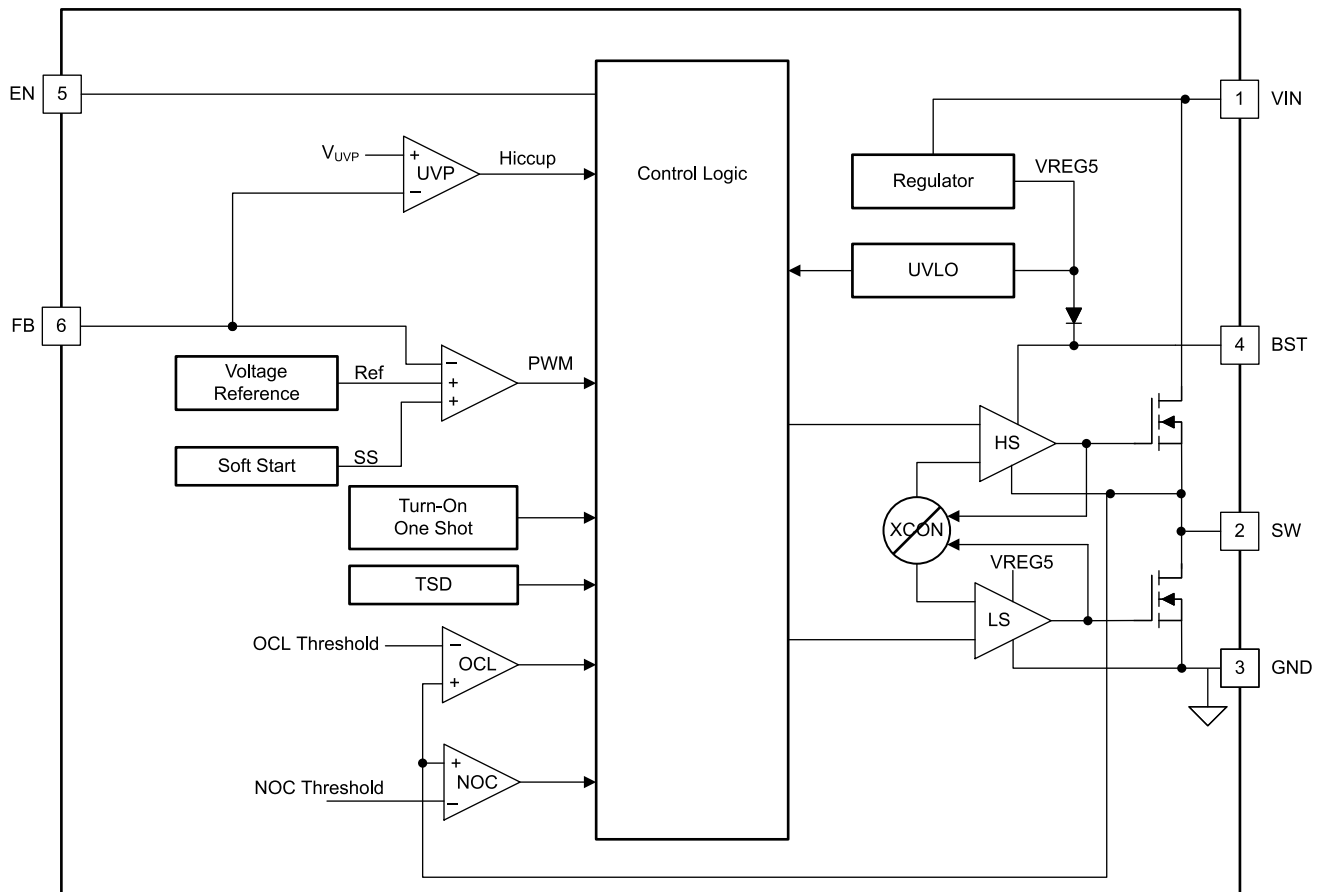 EN
5
1
VIN
VUVP
+
UVP
−
Hiccup
Control Logic
Regulator
VREG5
UVLO
FB
6
4
BST
Voltage
Reference
Ref
−
+
+
PWM
Soft Start
SS
HS
Turn-On
One Shot
XCON
2
SW
TSD
VREG5
LS
OCL Threshold
−
OCL
+
3
GND
NOC Threshold
+
NOC
−